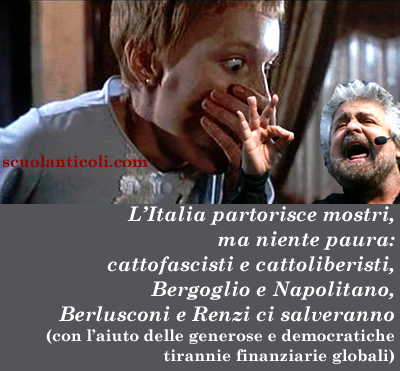 scuolanticoli.com
L'Italia partorisce mostri,
ma niente paura:
cattofascisti e cattoliberisti,
Bergoglio e Napolitano,
Berlusconi e Renzi ci salveranno
(con l'aiuto delle generose e democratiche
tirannie finanziarie globali)